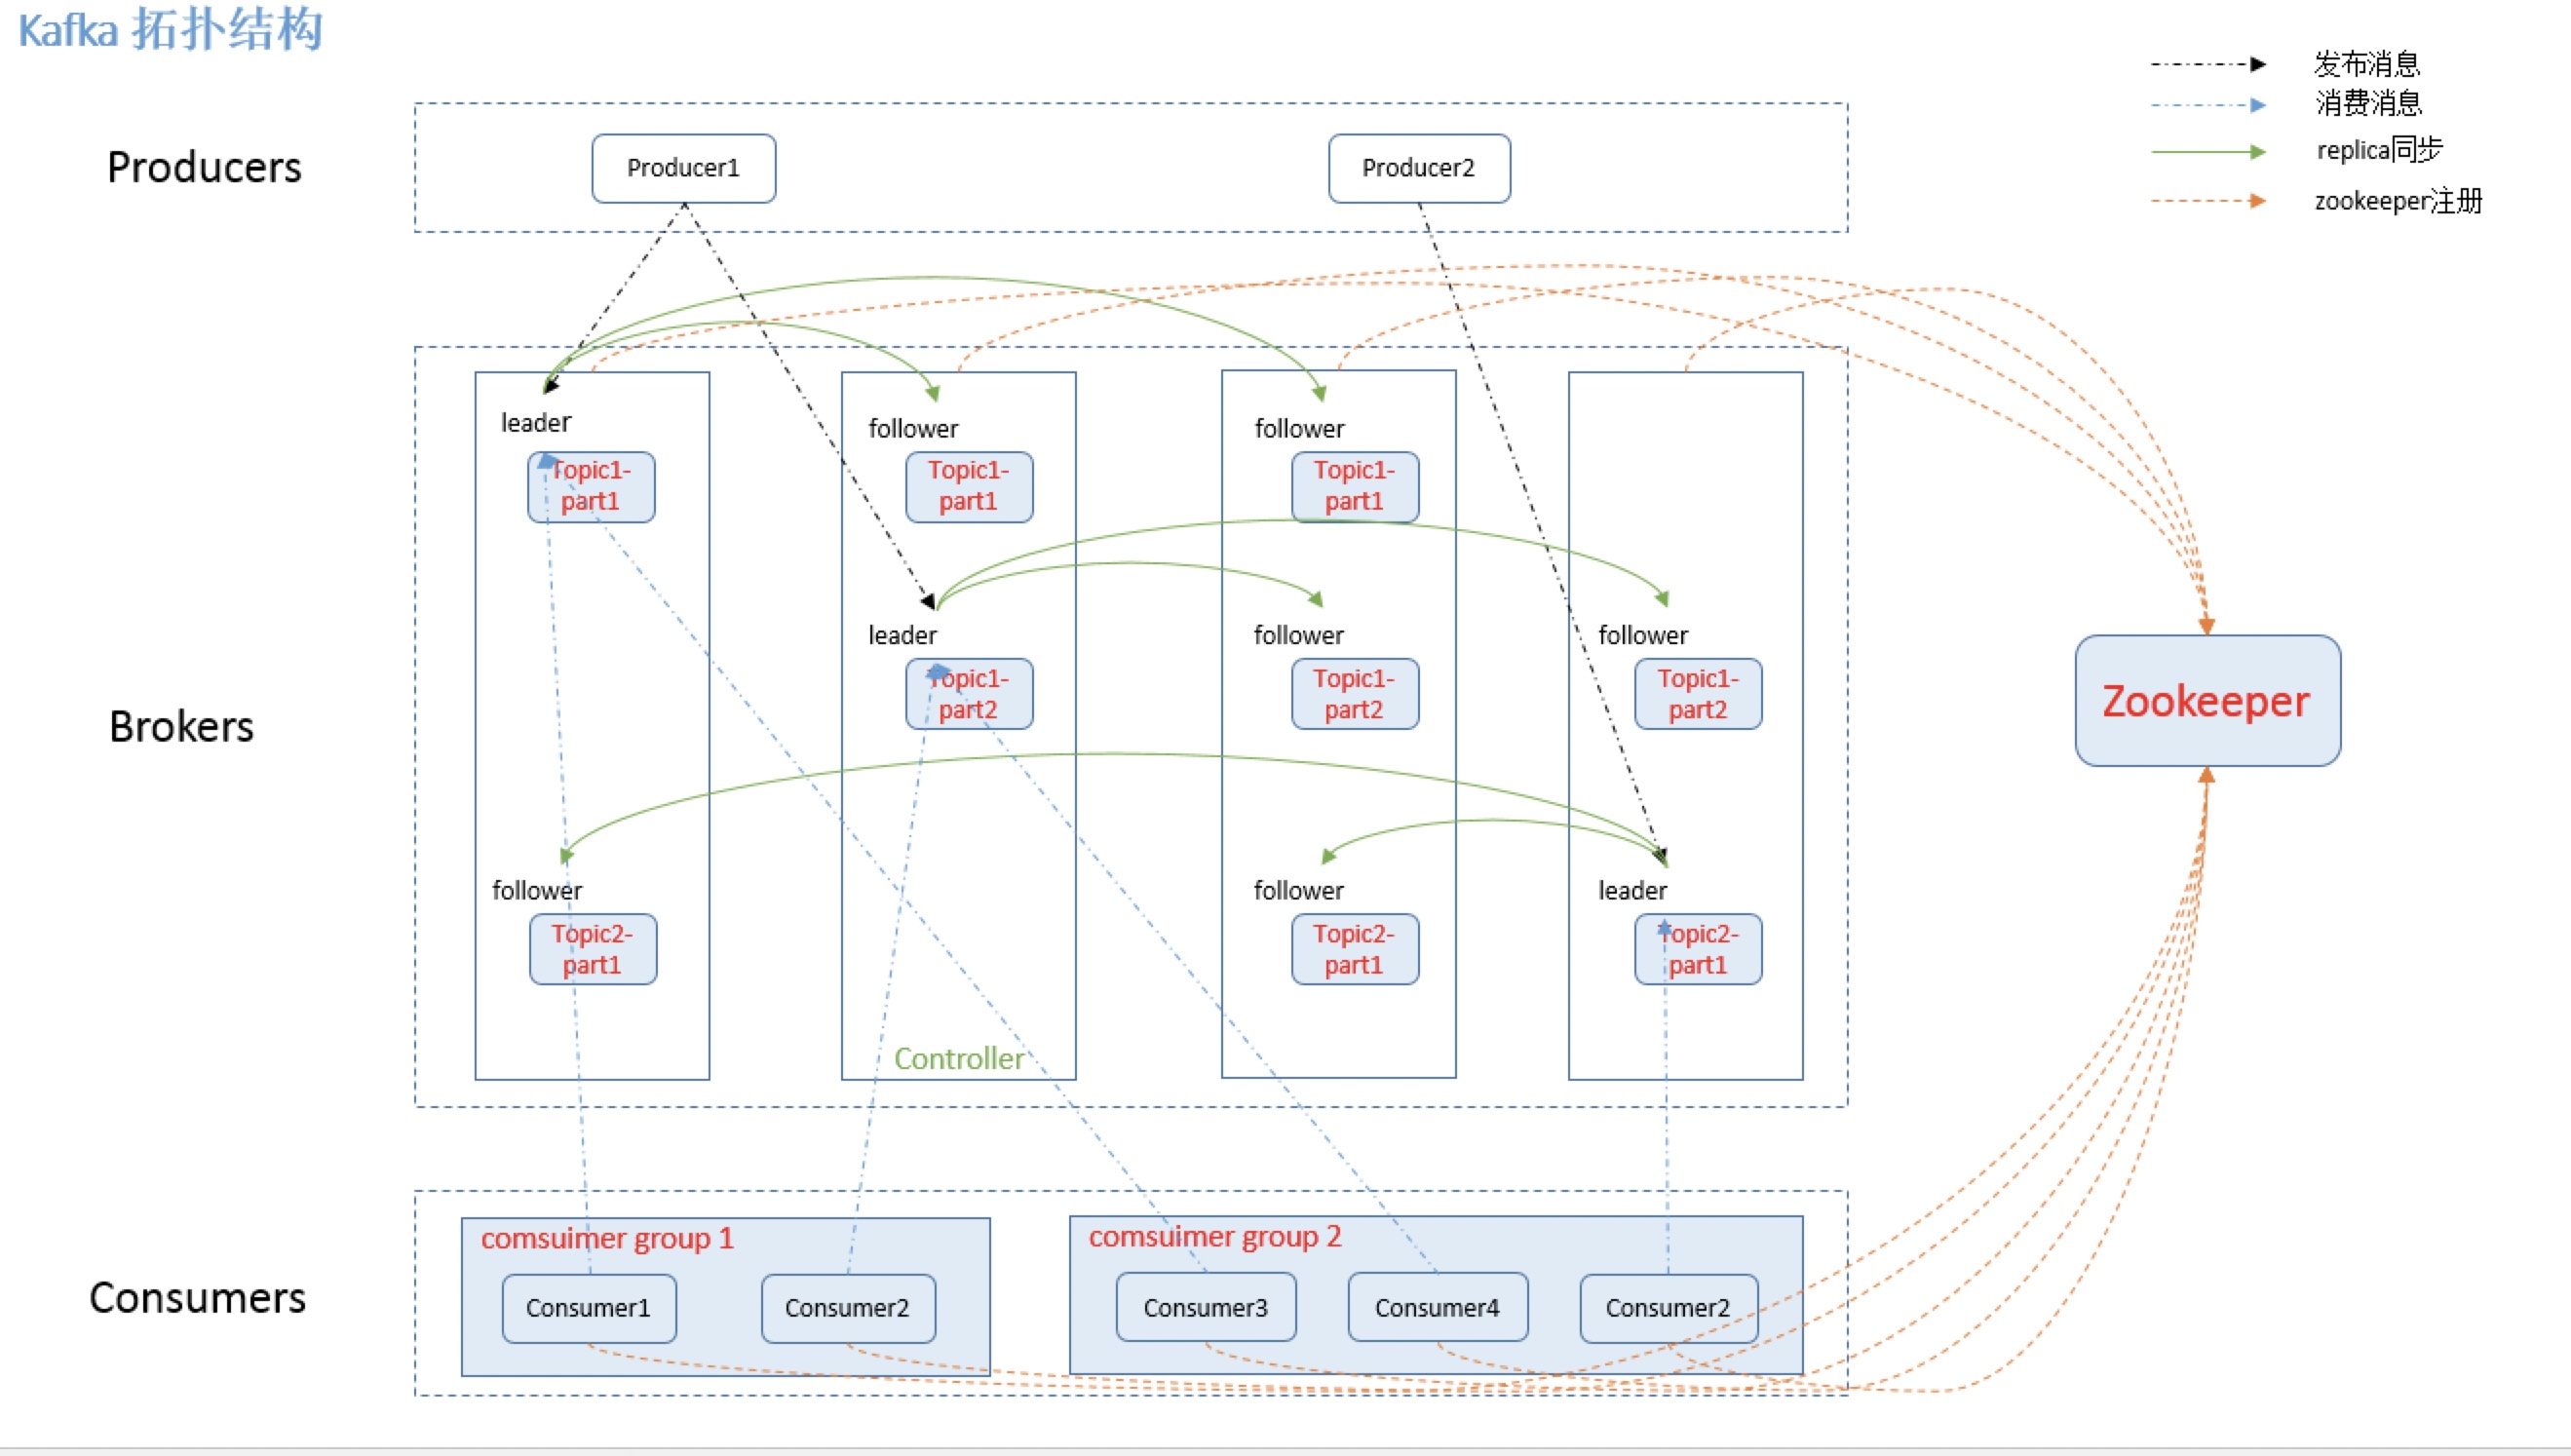 Kafka 拓扑结构
发布消息
消费消息
replica同步
zookeeper注册
Producers
Producer1
Producer2
Brokers
leader
Topic1-
part1
follower
Topic1-
part1
follower
Topic1-
part1
leader
Topic1-
part2
follower
Topic1-
part2
follower
Topic1-
part2
follower
Topic2-
part1
follower
Topic2-
part1
leader
Topic2-
part1
Controller
Zookeeper
Consumers
comsuimer group 1
Consumer1
Consumer2
comsuimer group 2
Consumer3
Consumer4
Consumer2